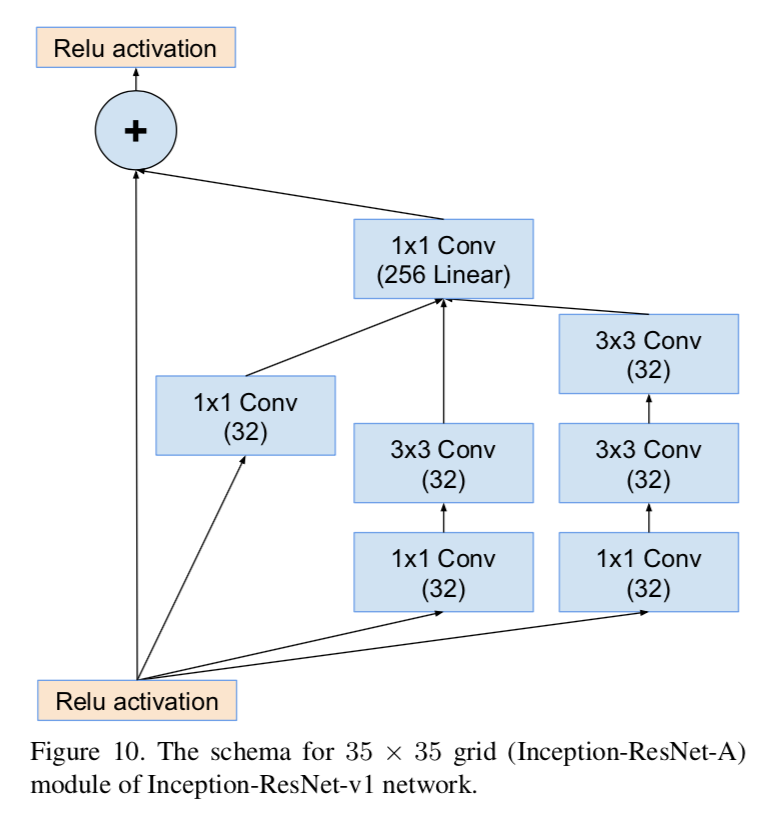 Relu activation
+
1x1 Conv
(256 Linear)
3x3 Conv
(32)
1x1 Conv
(32)
3x3 Conv
(32)
3x3 Conv
(32)
1x1 Conv
(32)
1x1 Conv
(32)
Relu activation
Figure 10. The schema for 35 × 35 grid (Inception-ResNet-A)
module of Inception-ResNet-v1 network.